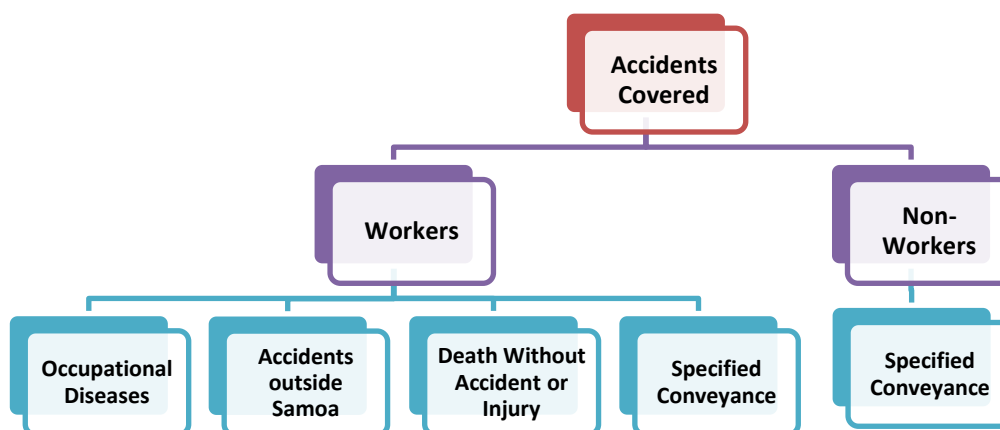 Accidents
Covered
Workers
Non-
Workers
Occupational
Diseases
Accidents
outside
Samoa
Death Without
Accident or
Injury
Specified
Conveyance
Specified
Conveyance